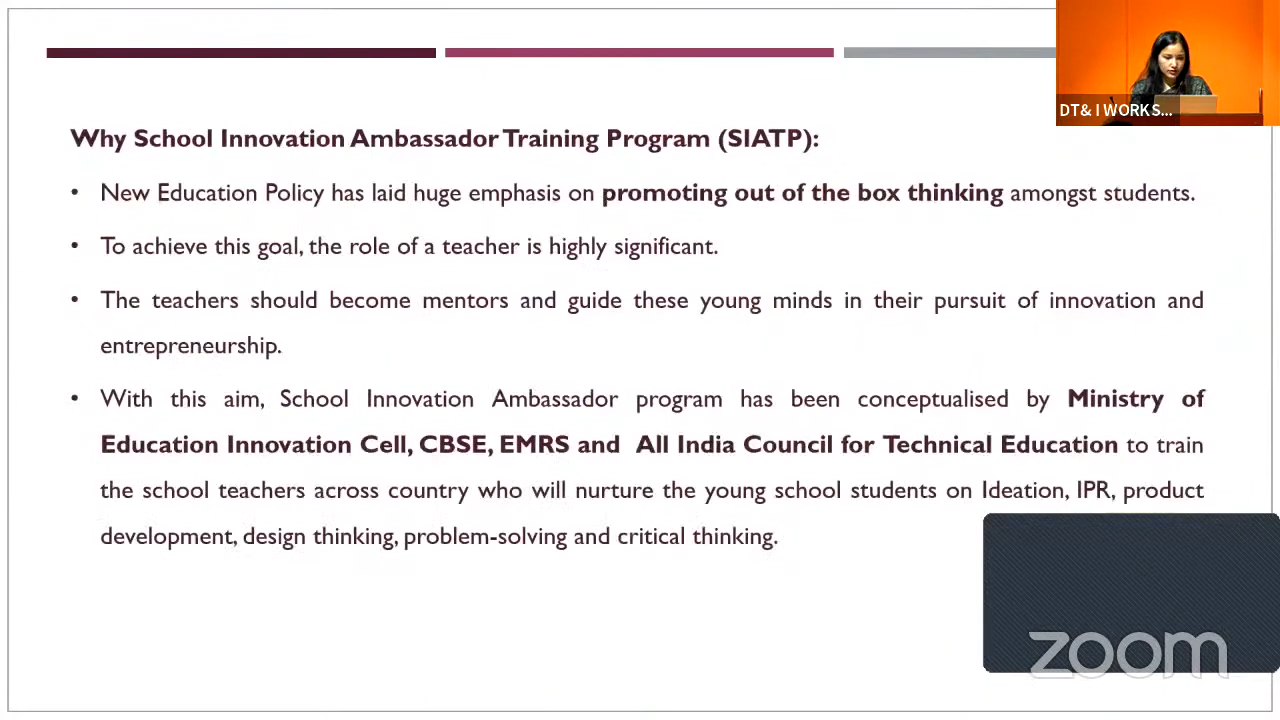 DT& I WORKS...
Why School Innovation Ambassador Training Program (SIATP):
• New Education Policy has laid huge emphasis on promoting out of the box thinking amongst students.
• To achieve this goal, the role of a teacher is highly significant.
• The teachers should become mentors and guide these young minds in their pursuit of innovation and
entrepreneurship.
• With this aim, School Innovation Ambassador program has been conceptualised by Ministry of
Education Innovation Cell, CBSE, EMRS and All India Council for Technical Education to train
the school teachers across country who will nurture the young school students on Ideation, IPR, product
development, design thinking, problem-solving and critical thinking.
zoom